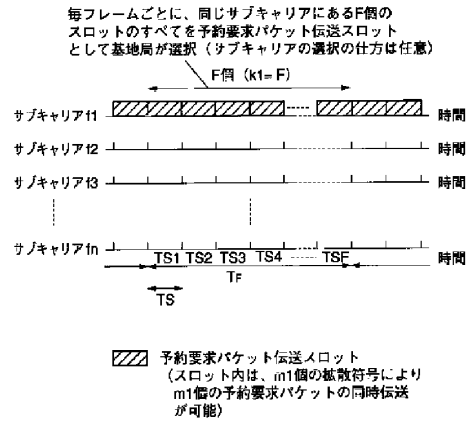 毎フレームごとに、同じサブキャリアにあるF個の
スロットのすべてを予約要求パケット伝送スロット
として基地局が選択（サブキャリアの選択の仕方は任意）
F個（k1=F）
サブキャリアf1 時間
サブキャリアf2 時間
サブキャリアf3 時間
サブキャリアfn 時間
TS1 TS2 TS3 TS4 TSF
TF
TS
予約要求パケット伝送スロット
（スロット内は、m1個の拡散符号により
m1個の予約要求パケットの同時伝送
が可能）